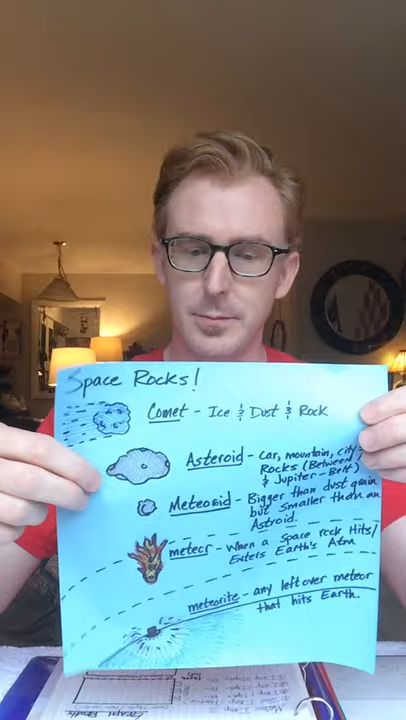 Space Rocks!
Comet - Ice & Dust & Rock
Asteroid - Car, mountain, city
Rocks (Between
& Jupiter-Belt)
Meteoroid - Bigger than dust grain
but smaller than an
Astroid.
meteor - When a space rock Hits/
Enters Earth's Atm
meteorite - any left over meteor
that hits Earth.